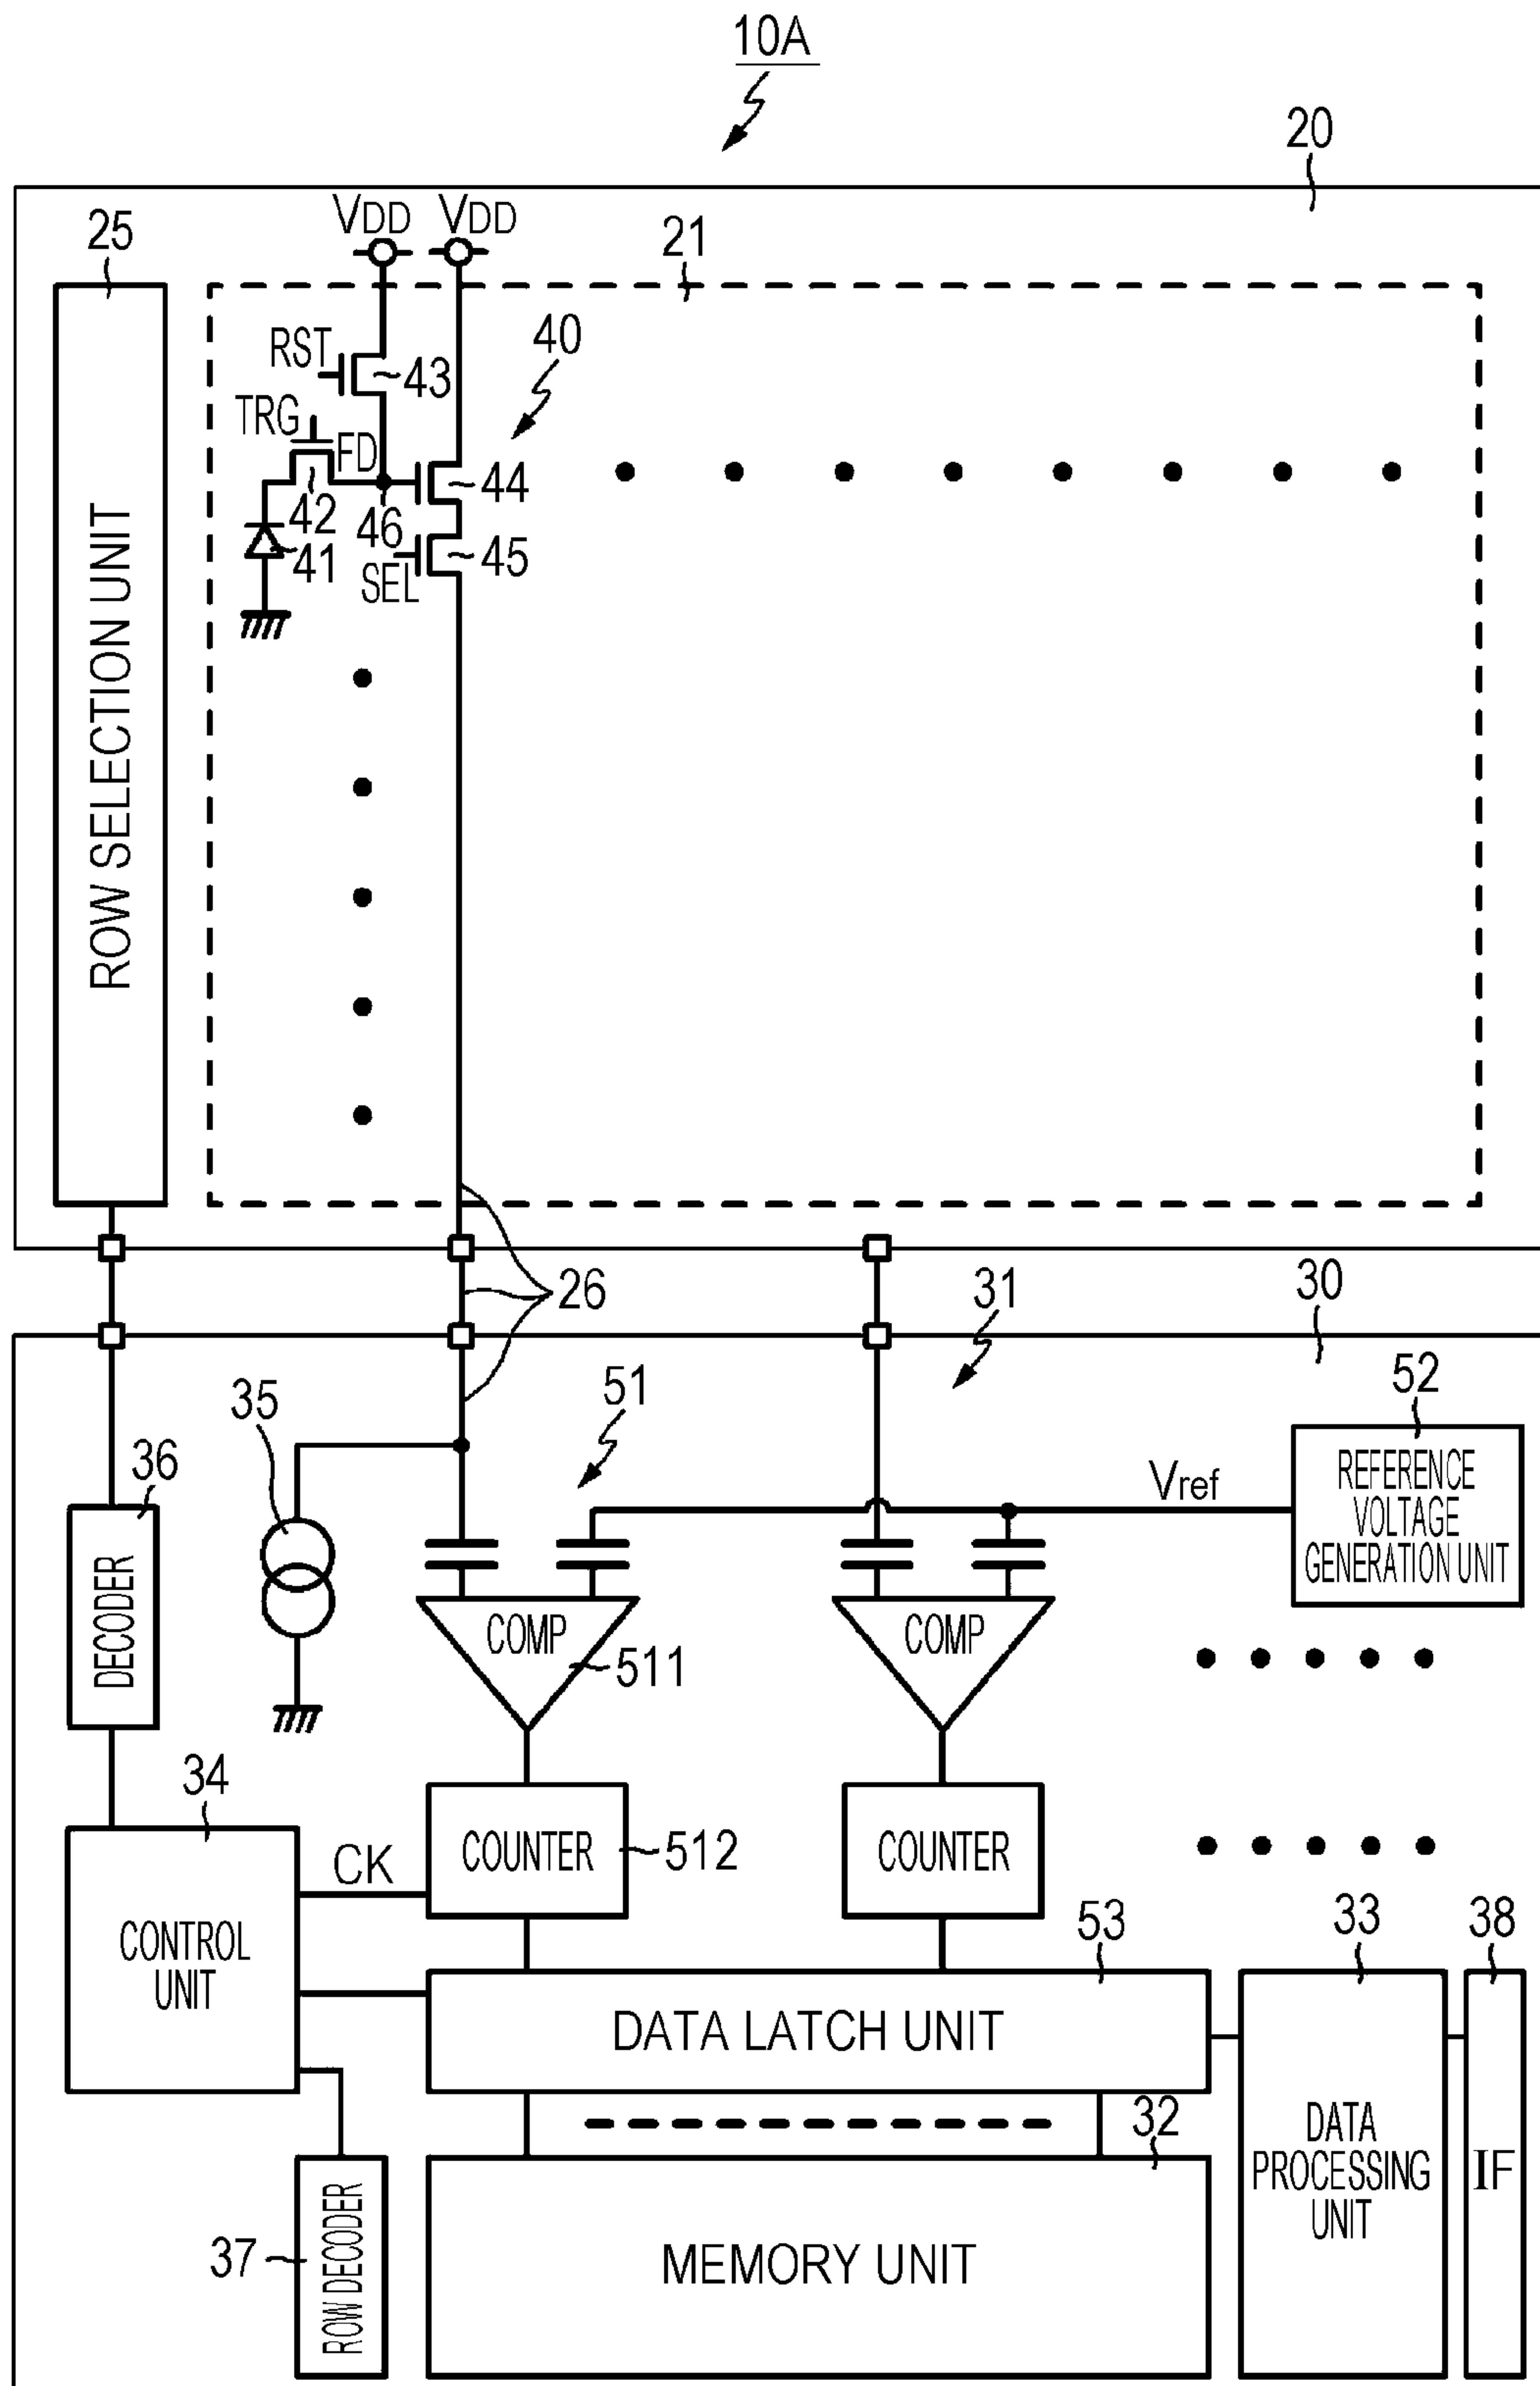 10A
20
25
VDD VDD
21
RST
43
40
TRG
FD
44
42
46
41
45
SEL
ROW SELECTION UNIT
26
31
30
51
52
35
36
Vref
REFERENCE
VOLTAGE
GENERATION UNIT
DECODER
COMP
COMP
511
34
CK
COUNTER
512
COUNTER
CONTROL
UNIT
53
33
38
DATA LATCH UNIT
32
DATA
PROCESSING
UNIT
IF
37
ROW DECODER
MEMORY UNIT